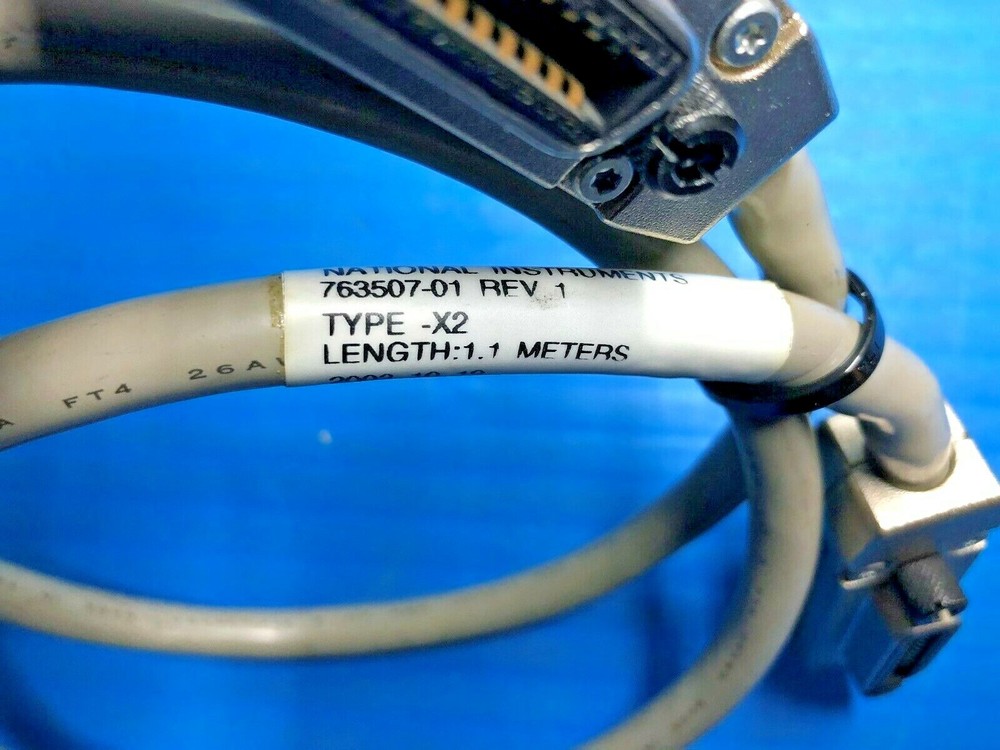 NATIONAL INSTRUMENTS
763507-01 REV 1
TYPE -X2
LENGTH:1.1 METERS
FT4 26A